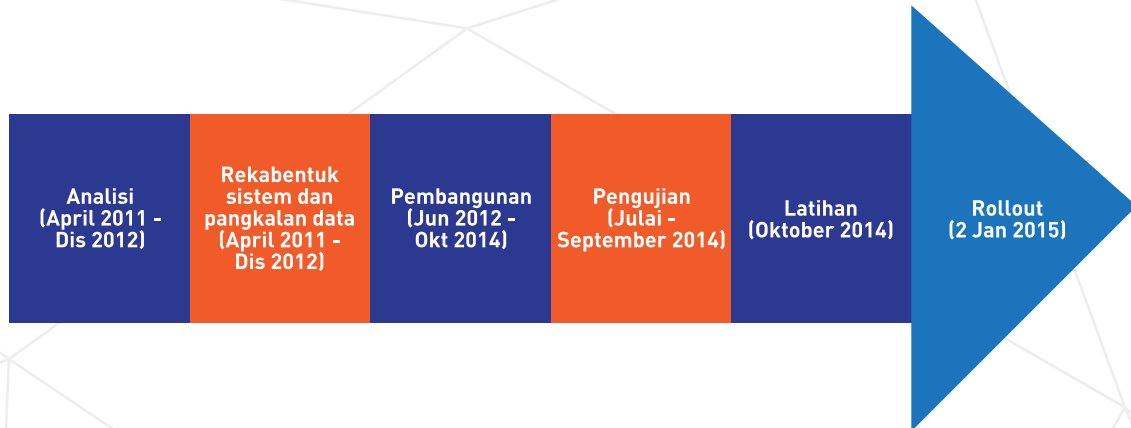 Analisi
(April 2011 -
Dis 2012)
Rekabentuk
sistem dan
pangkalan data
(April 2011 -
Dis 2012)
Pembangunan
(Jun 2012 -
Okt 2014)
Pengujian
(Julai -
September 2014)
Latihan
(Oktober 2014)
Rollout
(2 Jan 2015)